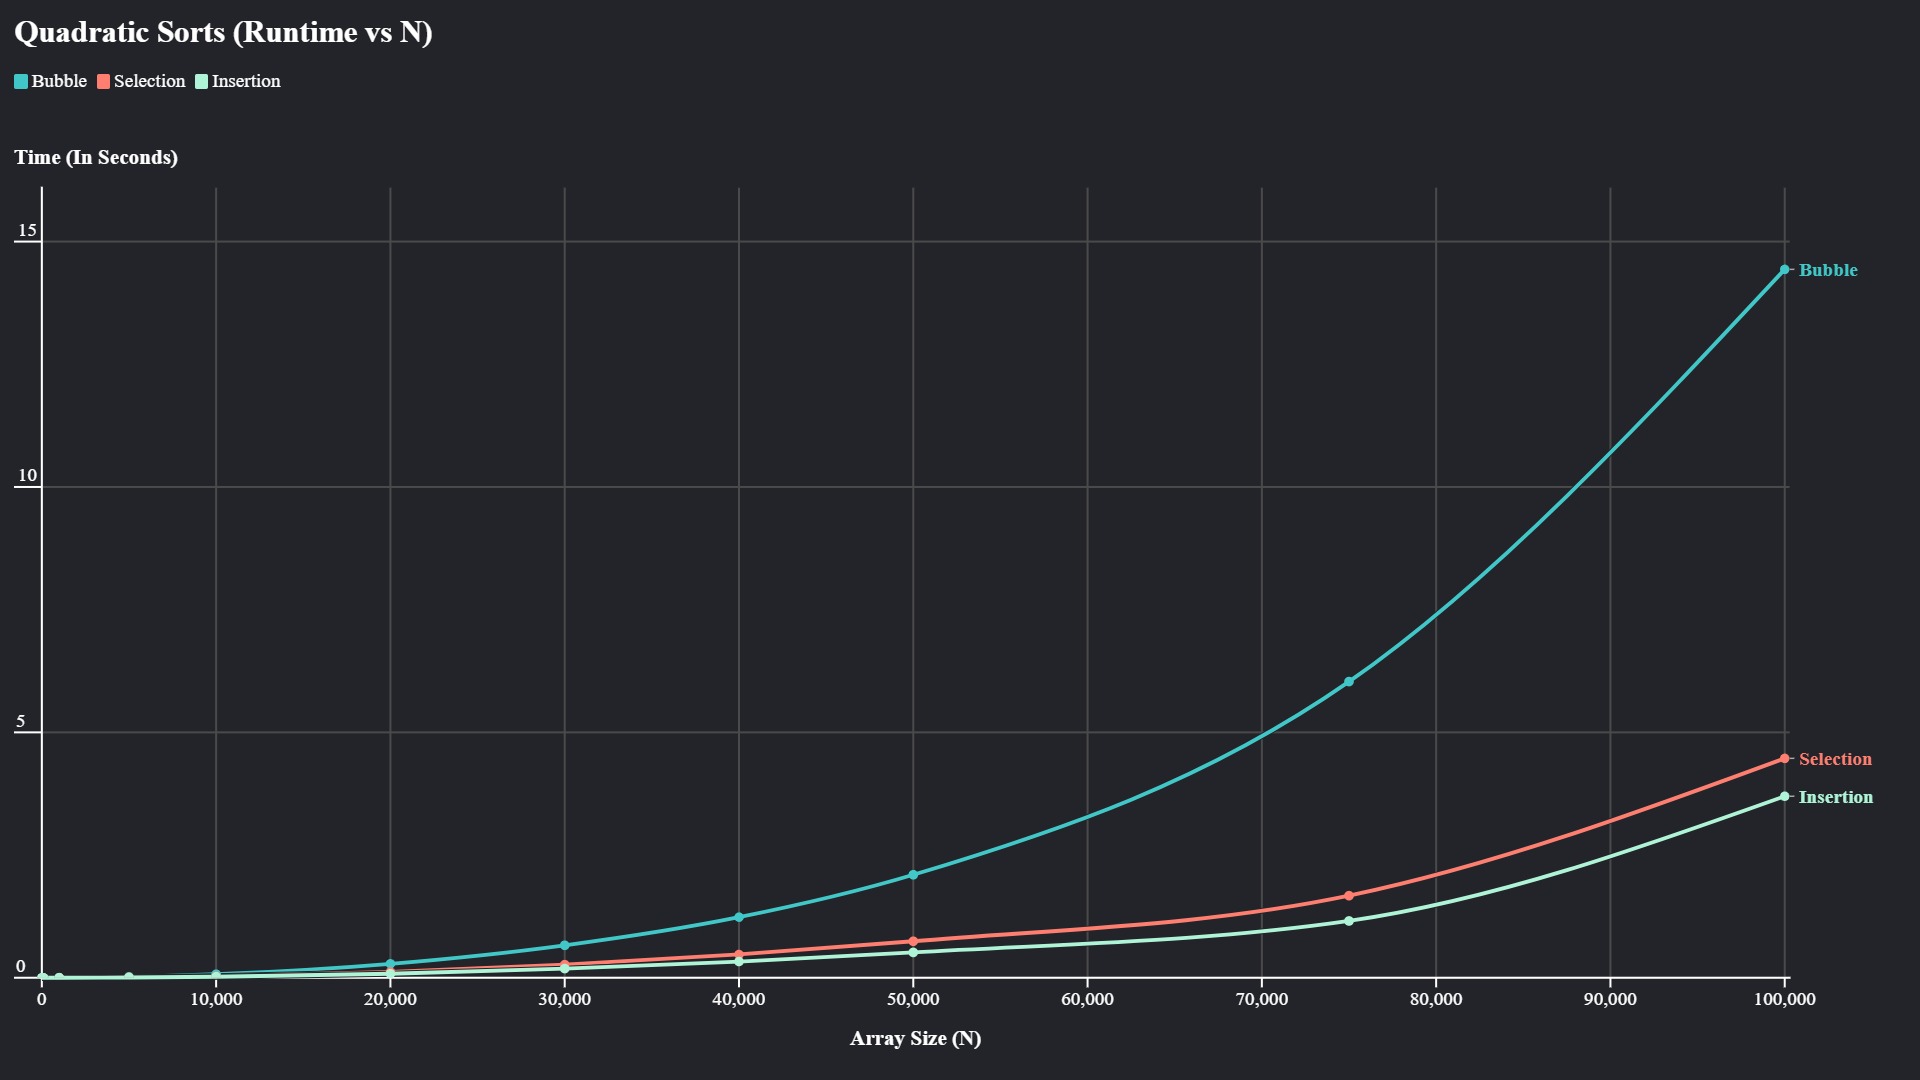 Quadratic Sorts (Runtime vs N)
Bubble Selection Insertion
Time (In Seconds)
15
Bubble
10
5
Selection
Insertion
0
0 10,000 20,000 30,000 40,000 50,000 60,000 70,000 80,000 90,000 100,000
Array Size (N)